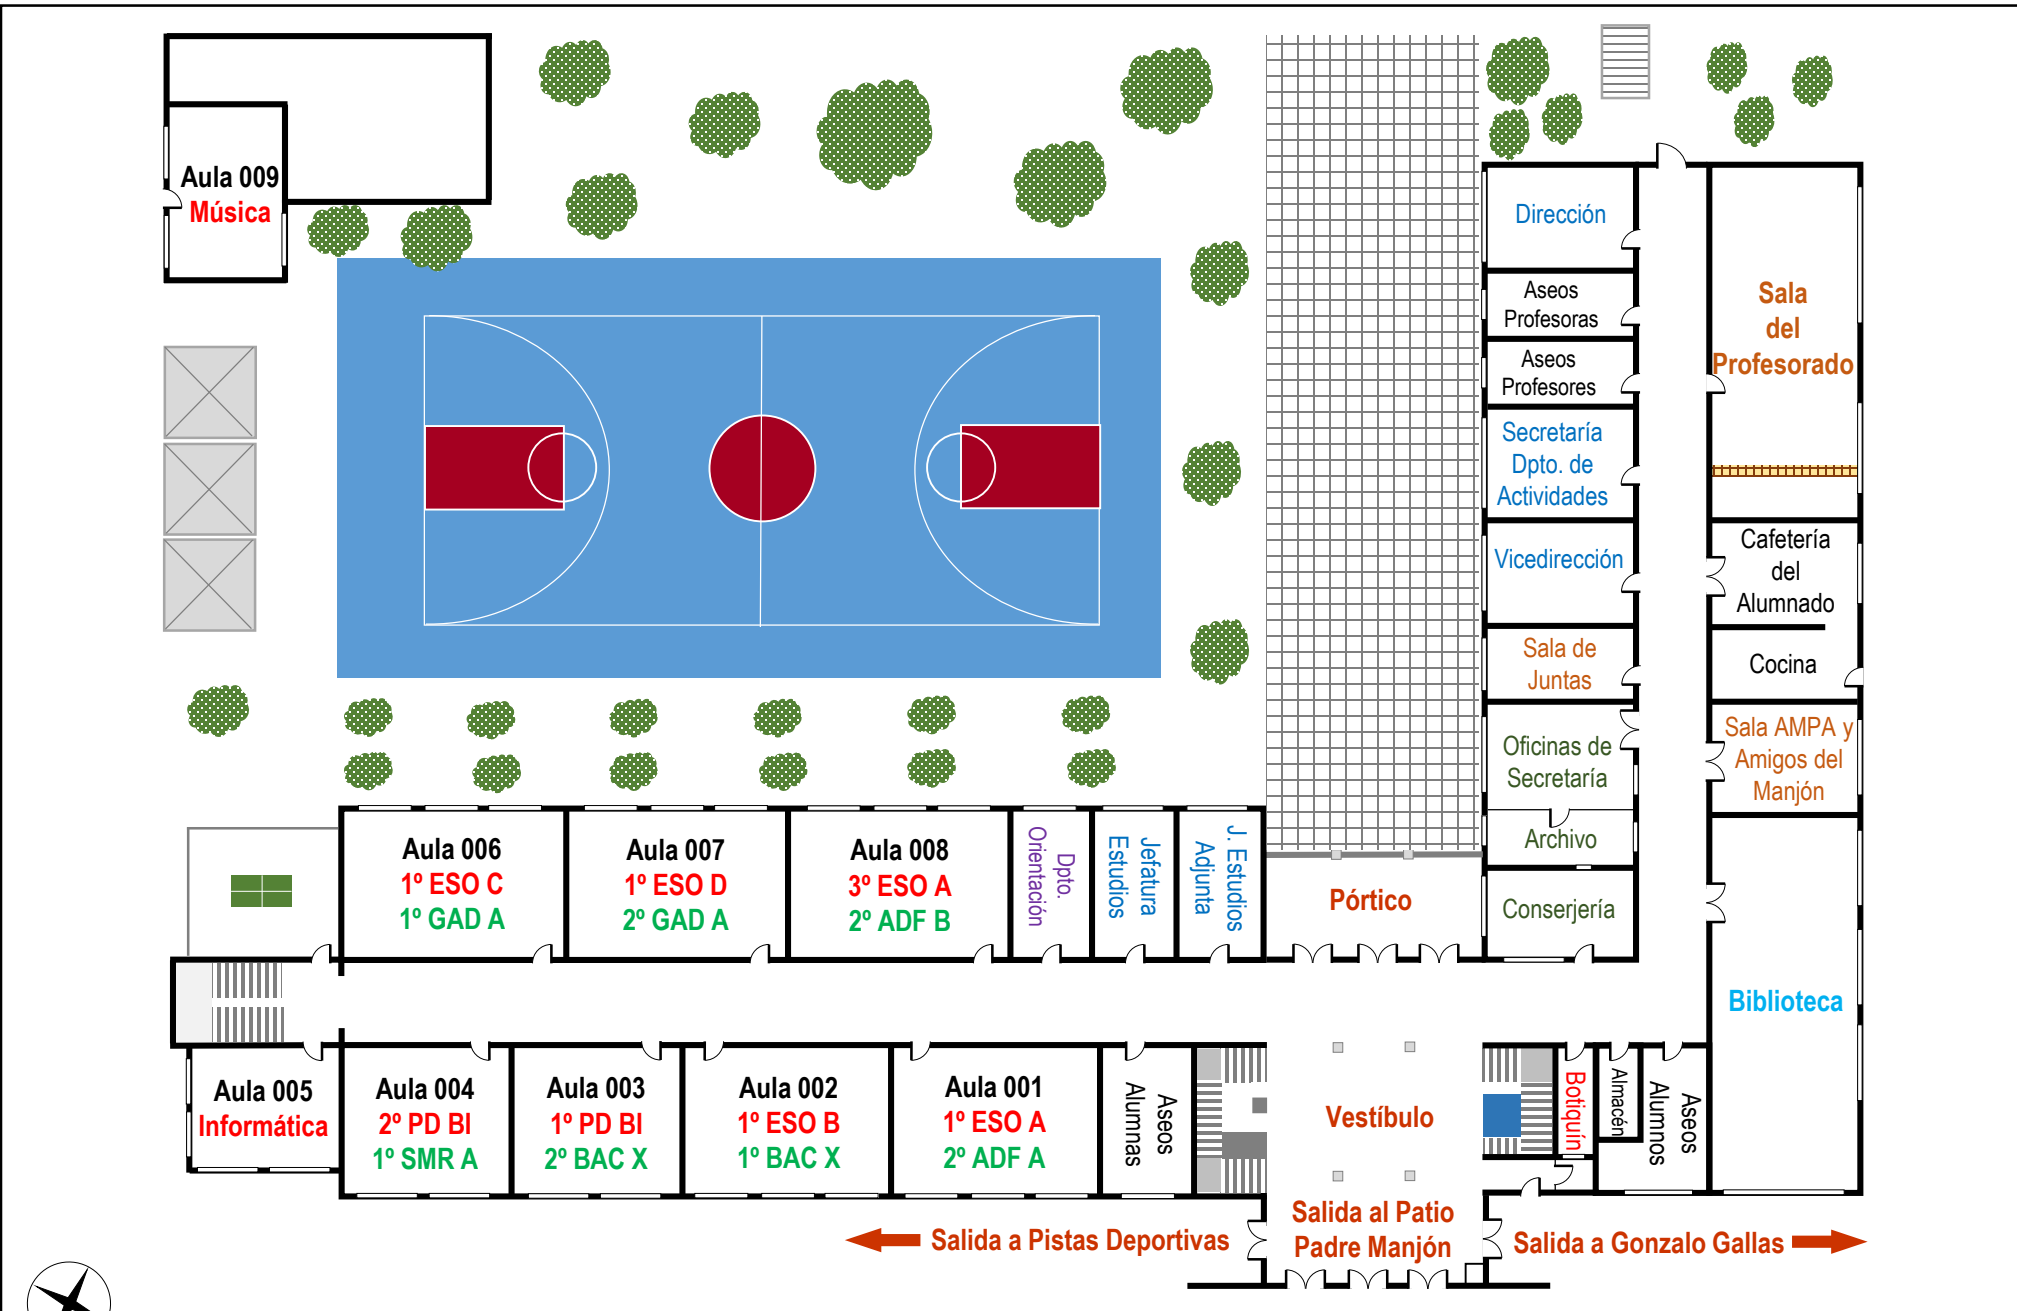 Aula 009
Música
Dirección
Aseos
Profesoras
Aseos
Profesores
Secretaría
Dpto. de
Actividades
Vicedirección
Sala de
Juntas
Oficinas de
Secretaría
Archivo
Conserjería
Sala
del
Profesorado
Cafetería
del
Alumnado
Cocina
Sala AMPA y
Amigos del
Manjón
Biblioteca
Aula 006
1º ESO C
1º GAD A
Aula 007
1º ESO D
2º GAD A
Aula 008
3º ESO A
2º ADF B
Dpto.
Orientación
Jefatura
Estudios
J. Estudios
Adjunta
Pórtico
Aula 005
Informática
Aula 004
2º PD BI
1º SMR A
Aula 003
1º PD BI
2º BAC X
Aula 002
1º ESO B
1º BAC X
Aula 001
1º ESO A
2º ADF A
Aseos
Alumnas
Vestíbulo
Botiquín
Almacén
Aseos
Alumnos
Salida a Pistas Deportivas
Salida al Patio
Padre Manjón
Salida a Gonzalo Gallas